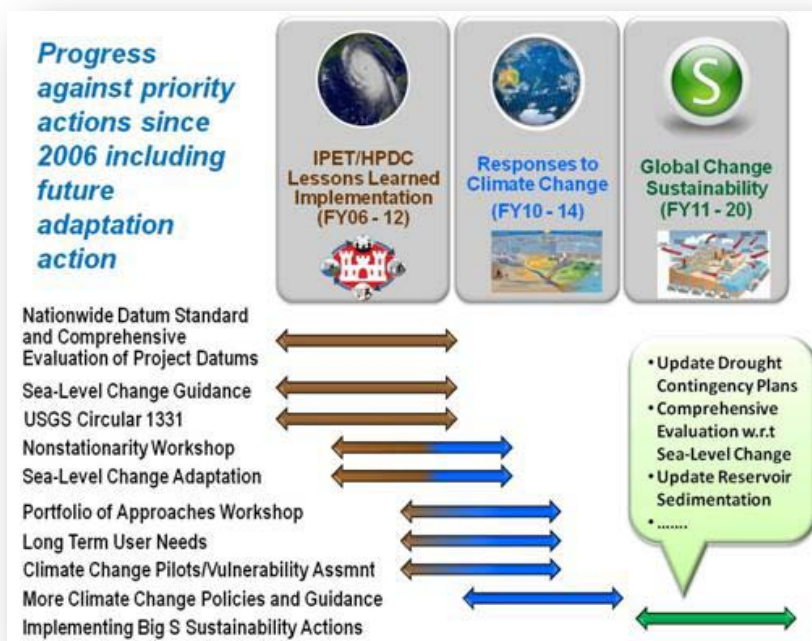 Progress
against priority
actions since
2006 including
future
adaptation
action
IPET/HPDC
Lessons Learned
Implementation
(FY06 - 12)
Responses to
Climate Change
(FY10 - 14)
S
Global Change
Sustainability
(FY11 - 20)
Nationwide Datum Standard
and Comprehensive
Evaluation of Project Datums
Sea-Level Change Guidance
USGS Circular 1331
Nonstationarity Workshop
Sea-Level Change Adaptation
Portfolio of Approaches Workshop
Long Term User Needs
Climate Change Pilots/Vulnerability Assmnt
More Climate Change Policies and Guidance
Implementing Big S Sustainability Actions
• Update Drought
Contingency Plans
• Comprehensive
Evaluation w.r.t
Sea-Level Change
• Update Reservoir
Sedimentation
• .......